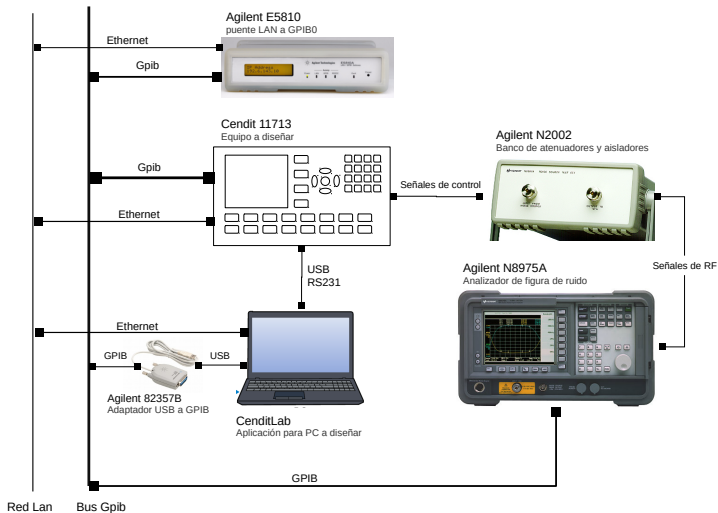 Agilent E5810
puente LAN a GPIB0
Ethernet
Gpib
Agilent Technologies
Cendit 11713
Equipo a diseñar
Gpib
Ethernet
Señales de control
Agilent N2002
Banco de atenuadores y aisladores
USB
RS231
Agilent N8975A
Analizador de figura de ruido
Señales de RF
Ethernet
GPIB
USB
Agilent 82357B
Adaptador USB a GPIB
CenditLab
Aplicación para PC a diseñar
GPIB
Red Lan
Bus Gpib